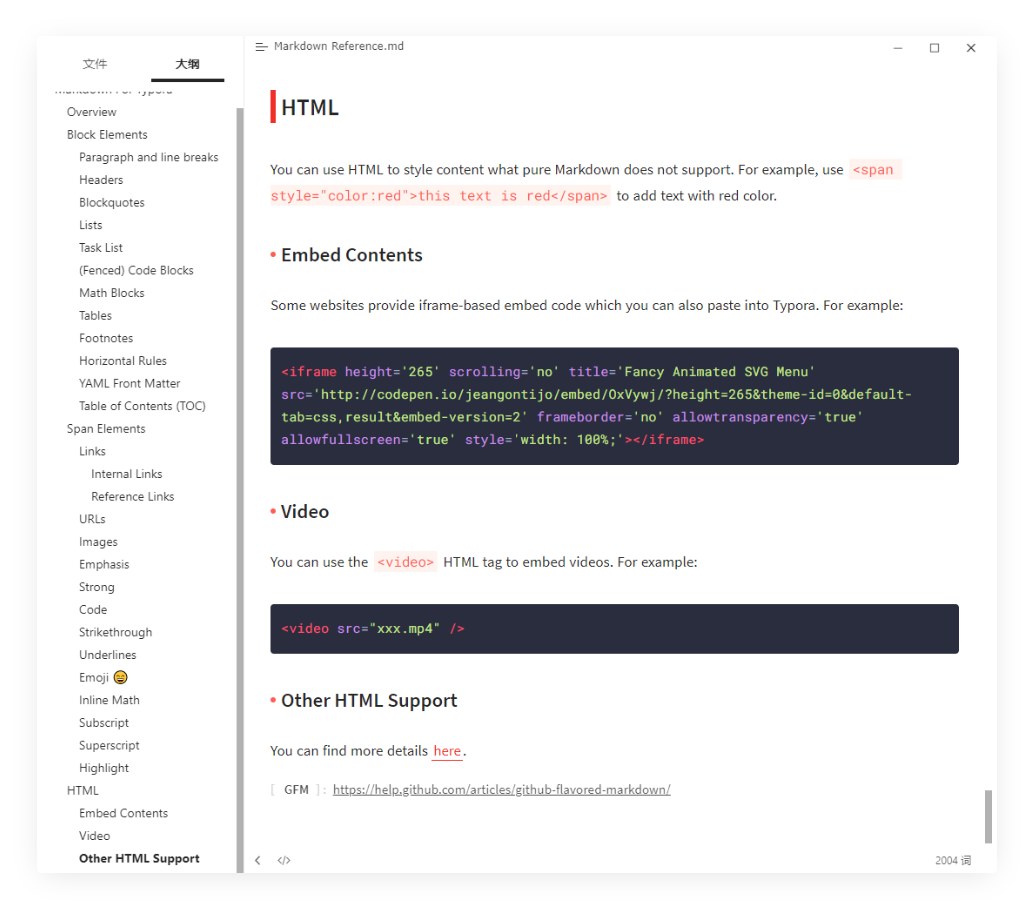 文件
大纲
Markdown For Typora
Overview
Block Elements
Paragraph and line breaks
Headers
Blockquotes
Lists
Task List
(Fenced) Code Blocks
Math Blocks
Tables
Footnotes
Horizontal Rules
YAML Front Matter
Table of Contents (TOC)
Span Elements
Links
Internal Links
Reference Links
URLs
Images
Emphasis
Strong
Code
Strikethrough
Underlines
Emoji 😄
Inline Math
Subscript
Superscript
Highlight
HTML
Embed Contents
Video
Other HTML Support
Markdown Reference.md
HTML
You can use HTML to style content what pure Markdown does not support. For example, use <span
style="color:red">this text is red</span> to add text with red color.
Embed Contents
Some websites provide iframe-based embed code which you can also paste into Typora. For example:
<iframe height='265' scrolling='no' title='Fancy Animated SVG Menu'
src='http://codepen.io/jeangontijo/embed/OxVywj/?height=265&theme-id=0&default-
tab=css,result&embed-version=2' frameborder='no' allowtransparency='true'
allowfullscreen='true' style='width: 100%;'></iframe>
Video
You can use the <video> HTML tag to embed videos. For example:
<video src="xxx.mp4" />
Other HTML Support
You can find more details here.
[ GFM ]: https://help.github.com/articles/github-flavored-markdown/
</>
2004 词